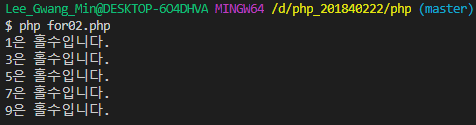 Lee_Gwang_Min@DESKTOP-6O4DHVA MINGW64 /d/php_201840222/php (master)
$ php for02.php
1은 홀수입니다.
3은 홀수입니다.
5은 홀수입니다.
7은 홀수입니다.
9은 홀수입니다.